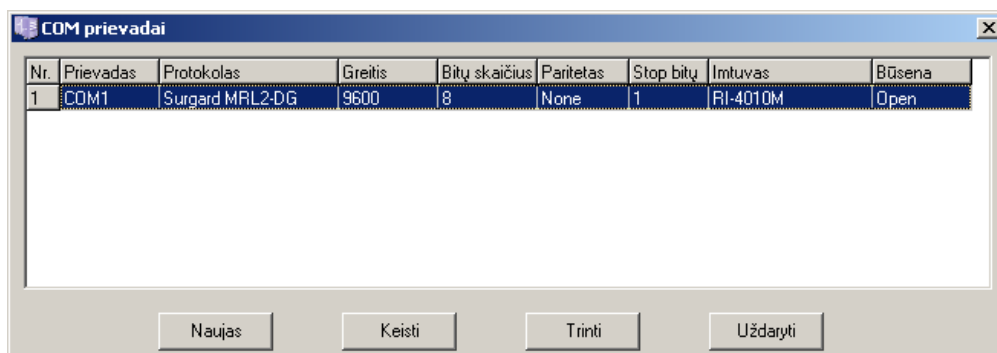 COM prievadai
Nr. Prievadas Protokolas Greitis Bitų skaičius Paritetas Stop bitų Imtuvas Būsena
1 COM1 Surgard MRL2-DG 9600 8 None 1 RI-4010M Open
Naujas Keisti Trinti Uždaryti